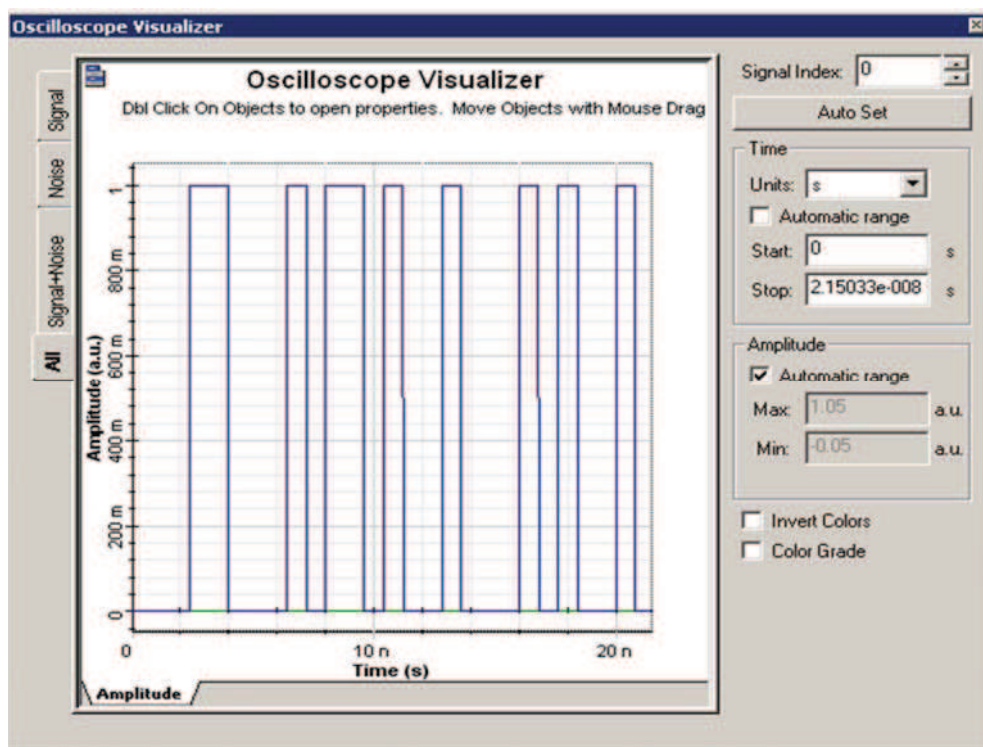 Oscilloscope Visualizer
Signal
Noise
Signal+Noise
All
Oscilloscope Visualizer
Dbl Click On Objects to open properties. Move Objects with Mouse Drag
Amplitude (a.u.)
1
800 m
600 m
400 m
200 m
0
0
10 n
20 n
Time (s)
Amplitude
Signal Index: 0
Auto Set
Time
Units: s
Automatic range
Start: 0 s
Stop: 2.15033e-008 s
Amplitude
Automatic range
Max: 1.05 a.u.
Min: -0.05 a.u.
Invert Colors
Color Grade